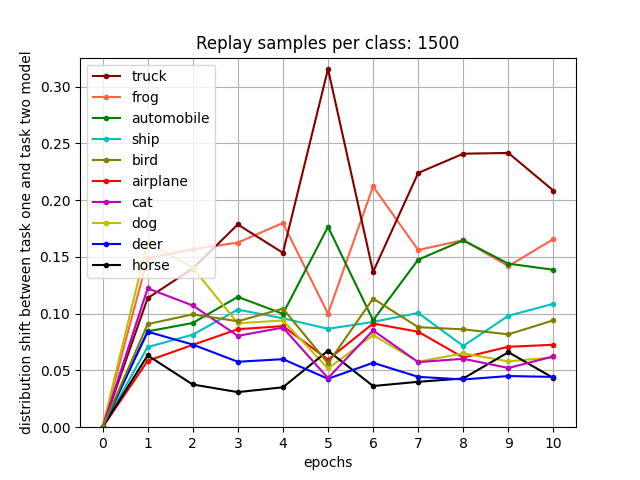 Replay samples per class: 1500
distribution shift between task one and task two model
0.30
0.25
0.20
0.15
0.10
0.05
0.00
truck
frog
automobile
ship
bird
airplane
cat
dog
deer
horse
0 1 2 3 4 5 6 7 8 9 10
epochs